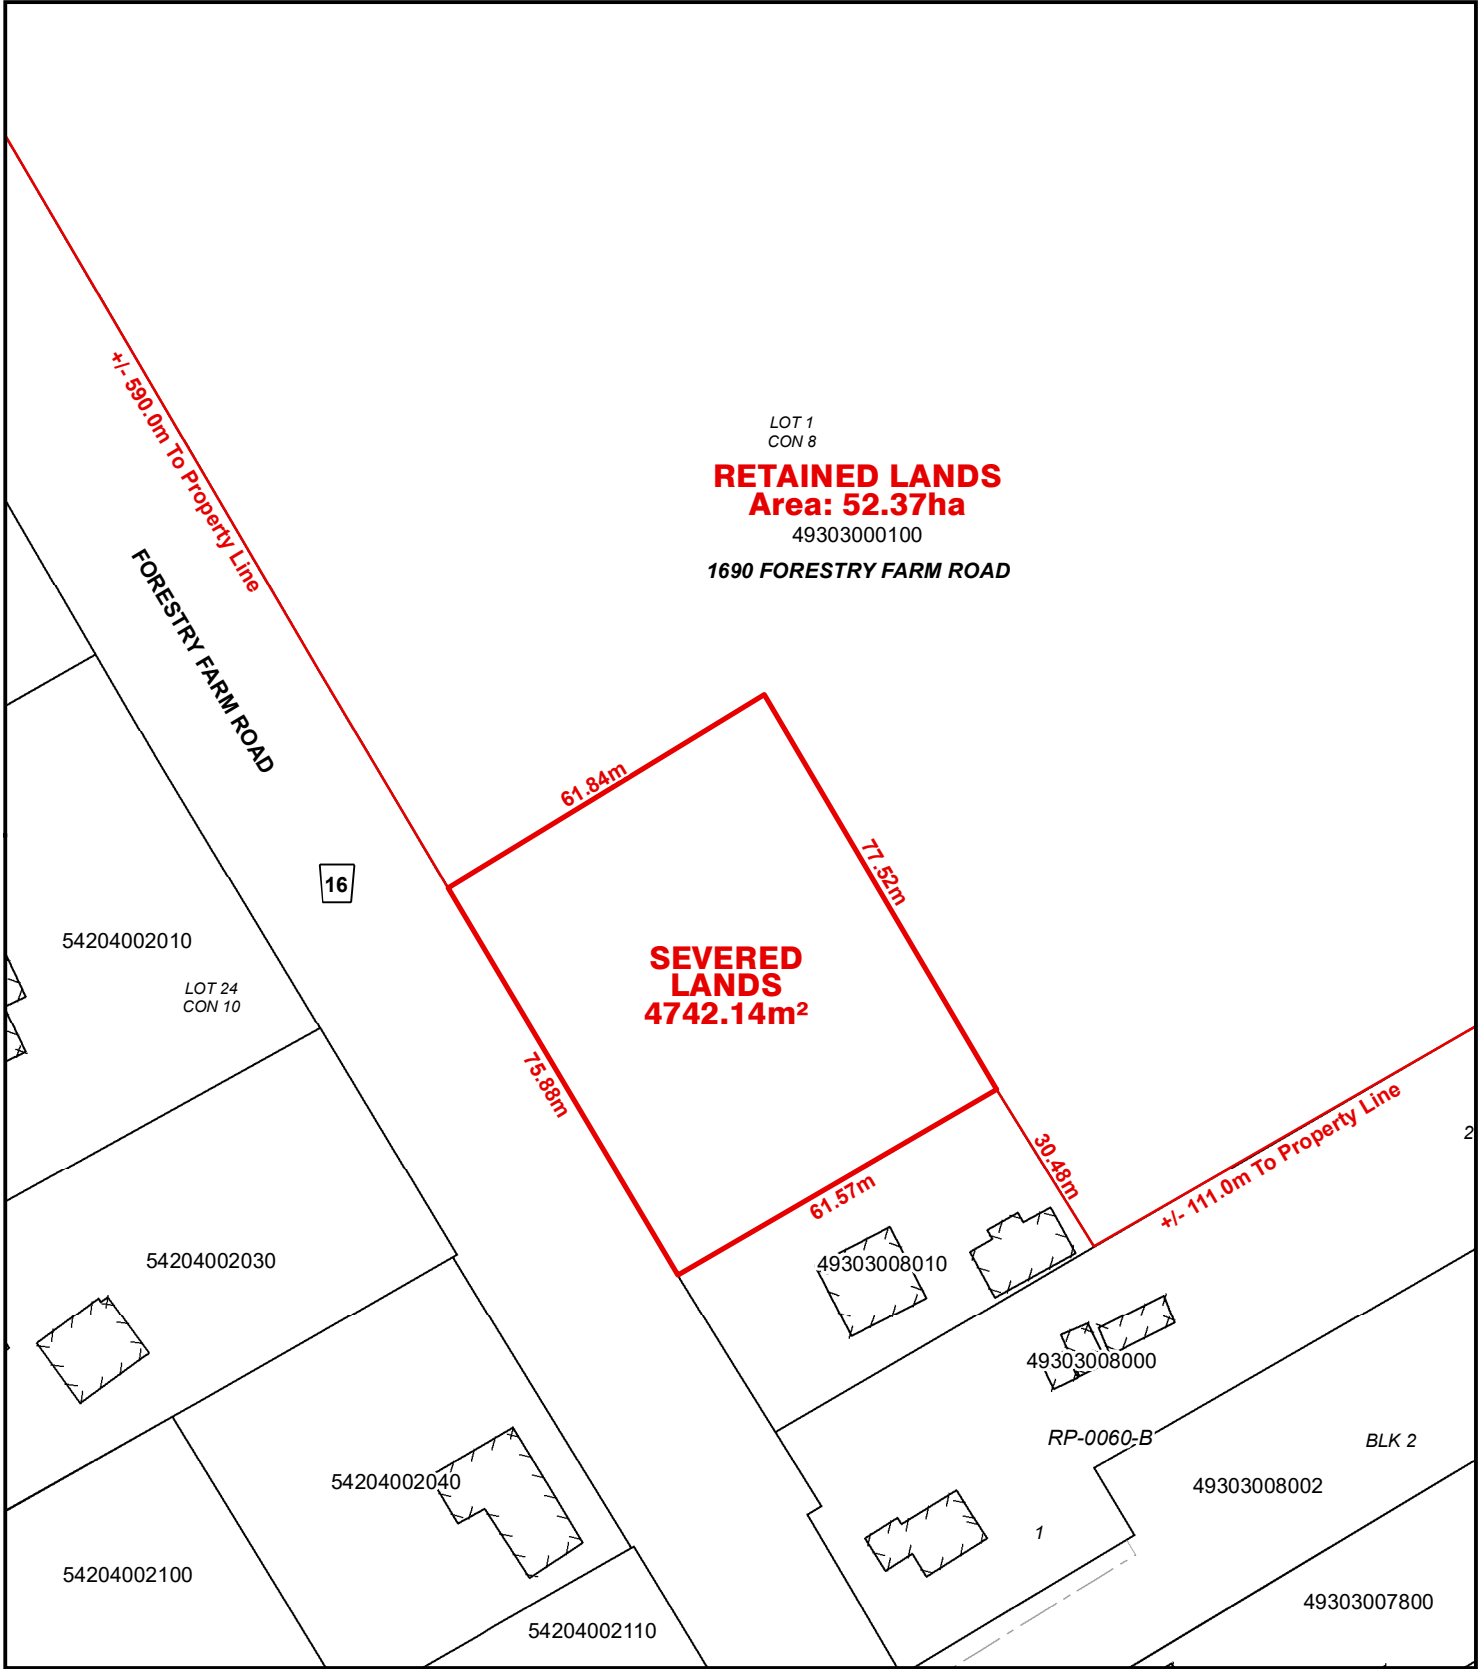 +/- 590.0m To Property Line
LOT 1
CON 8
RETAINED LANDS
Area: 52.37ha
49303000100
1690 FORESTRY FARM ROAD
FORESTRY FARM ROAD
61.84m
77.52m
16
54204002010
LOT 24
CON 10
SEVERED
LANDS
4742.14m²
75.88m
30.48m
+/- 111.0m To Property Line
2
61.57m
54204002030
49303008010
49303008000
RP-0060-B
BLK 2
54204002040
49303008002
1
54204002100
49303007800
54204002110